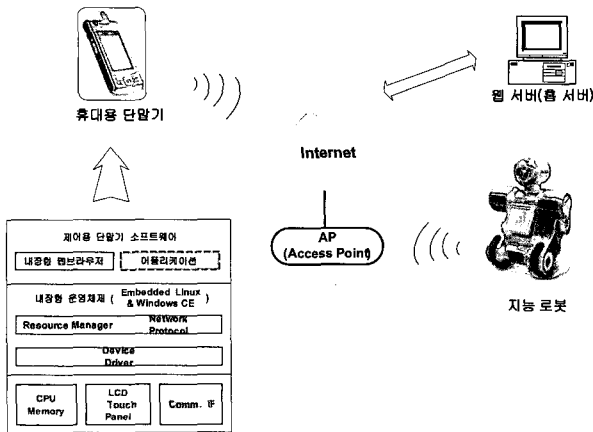 휴대용 단말기
웹 서버(홈 서버)
Internet
AP
(Access Point)
지능 로봇
제어용 단말기 소프트웨어
내장형 웹브라우저
어플리케이션
내장형 운영체제 ( Embedded Linux & Windows CE )
Resource Manager
Network Protocol
Device Driver
CPU Memory
LCD Touch Panel
Comm. IF